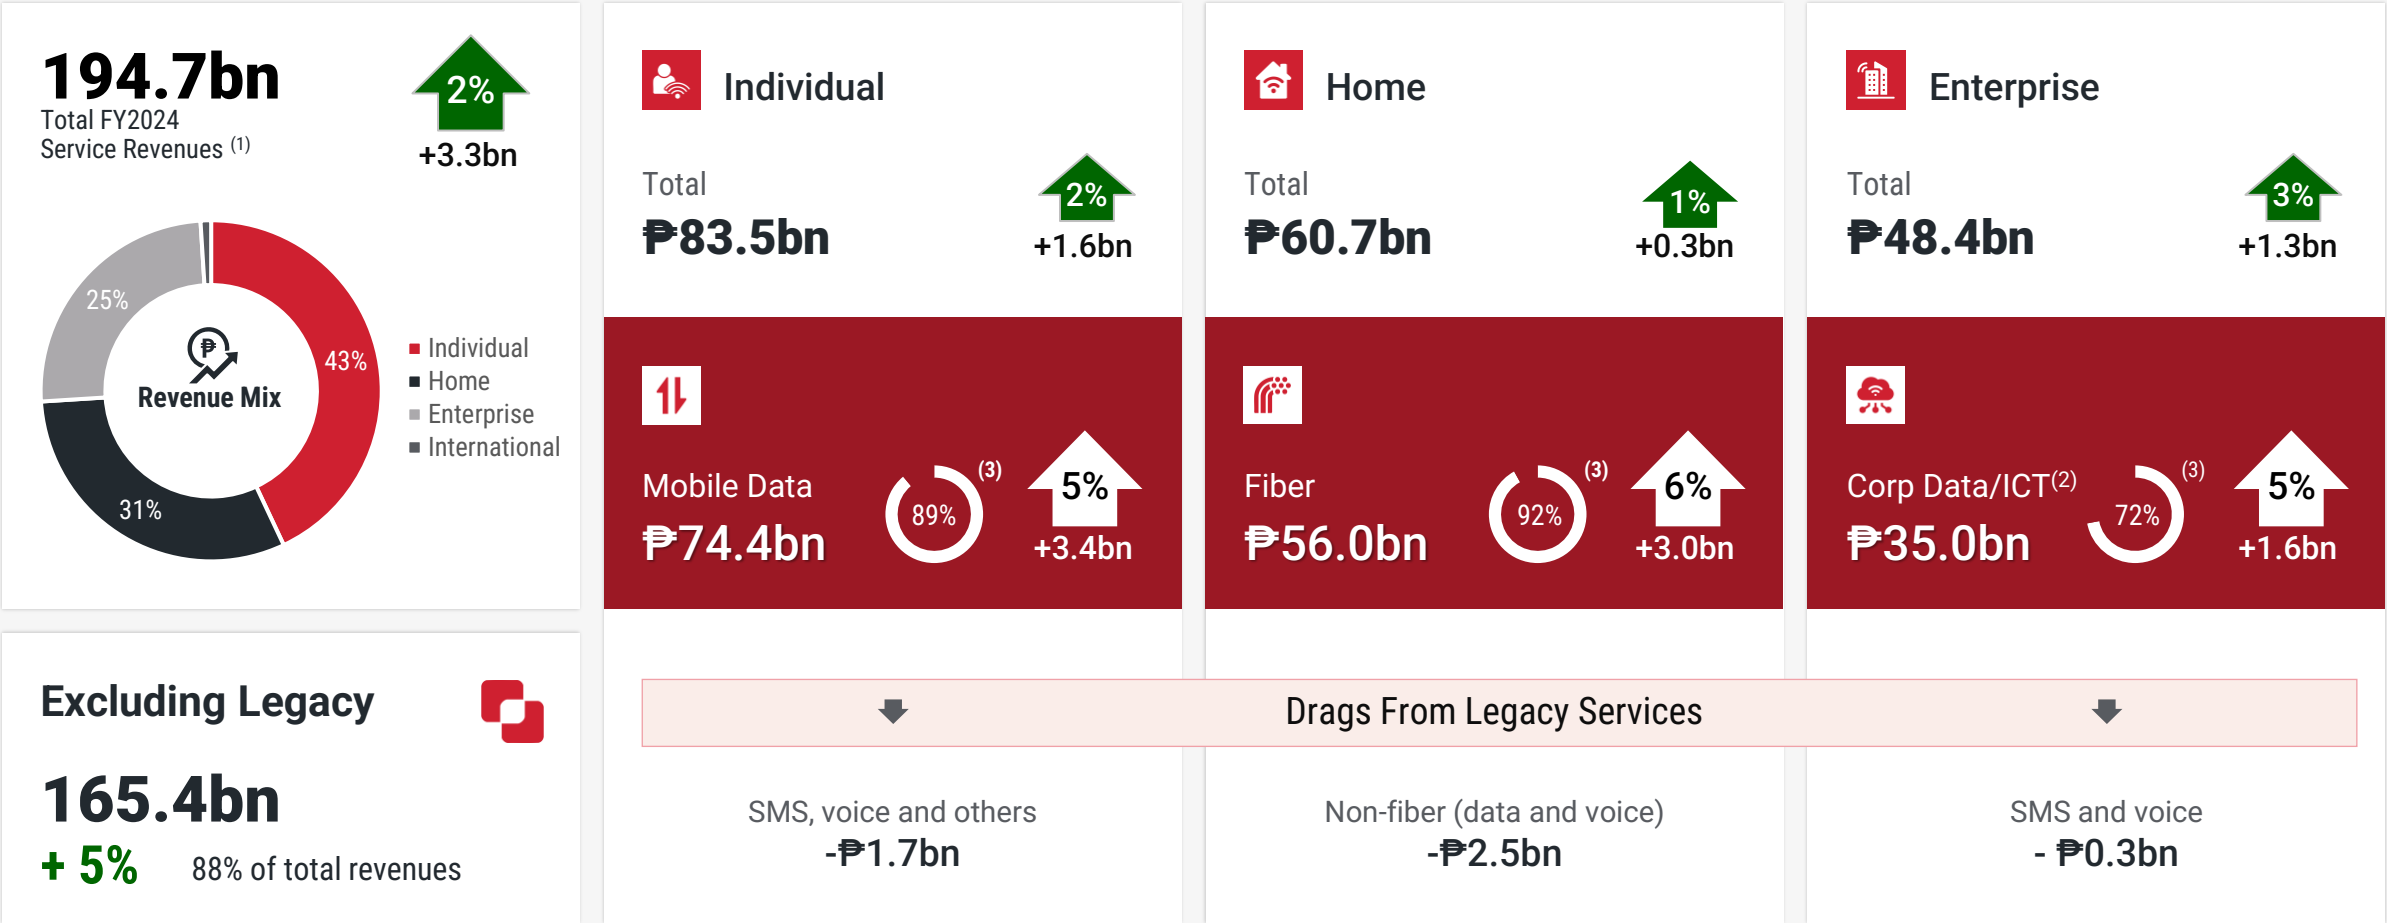 194.7bn
Total FY2024
Service Revenues (1)
2%
+3.3bn
25%
43%
31%
₱
Revenue Mix
Individual
Home
Enterprise
International
Excluding Legacy
165.4bn
+ 5%
88% of total revenues
Individual
Total
₱83.5bn
2%
+1.6bn
Mobile Data
₱74.4bn
89%
(3)
5%
+3.4bn
Home
Total
₱60.7bn
1%
+0.3bn
Fiber
₱56.0bn
92%
(3)
6%
+3.0bn
Enterprise
Total
₱48.4bn
3%
+1.3bn
Corp Data/ICT(2)
₱35.0bn
72%
(3)
5%
+1.6bn
Drags From Legacy Services
SMS, voice and others
-₱1.7bn
Non-fiber (data and voice)
-₱2.5bn
SMS and voice
- ₱0.3bn